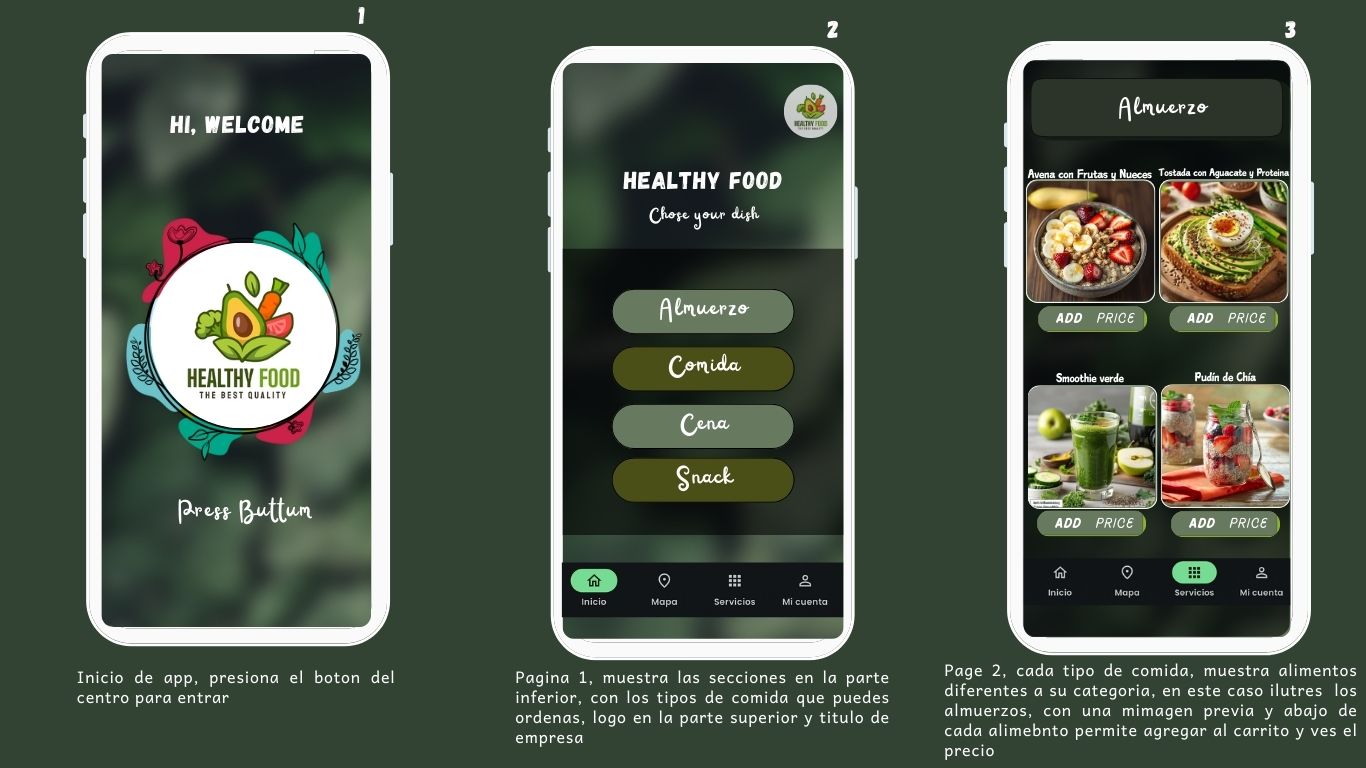 1
HI, WELCOME
HEALTHY FOOD
THE BEST QUALITY
Press Buttum
Inicio de app, presiona el boton del
centro para entrar
2
HEALTHY FOOD
HEALTHY FOOD
Chose your dish
Almuerzo
Comida
Cena
Snack
Inicio Mapa Servicios Mi cuenta
Pagina 1, muestra las secciones en la parte
inferior, con los tipos de comida que puedes
ordenas, logo en la parte superior y titulo de
empresa
3
Almuerzo
Avena con Frutas y Nueces Tostada con Aguacate y Proteina
ADD PRICE ADD PRICE
Smoothie verde Pudín de Chía
ADD PRICE ADD PRICE
Inicio Mapa Servicios Mi cuenta
Page 2, cada tipo de comida, muestra alimentos
diferentes a su categoria, en este caso ilutres los
almuerzos, con una mimagen previa y abajo de
cada alimebnto permite agregar al carrito y ves el
precio